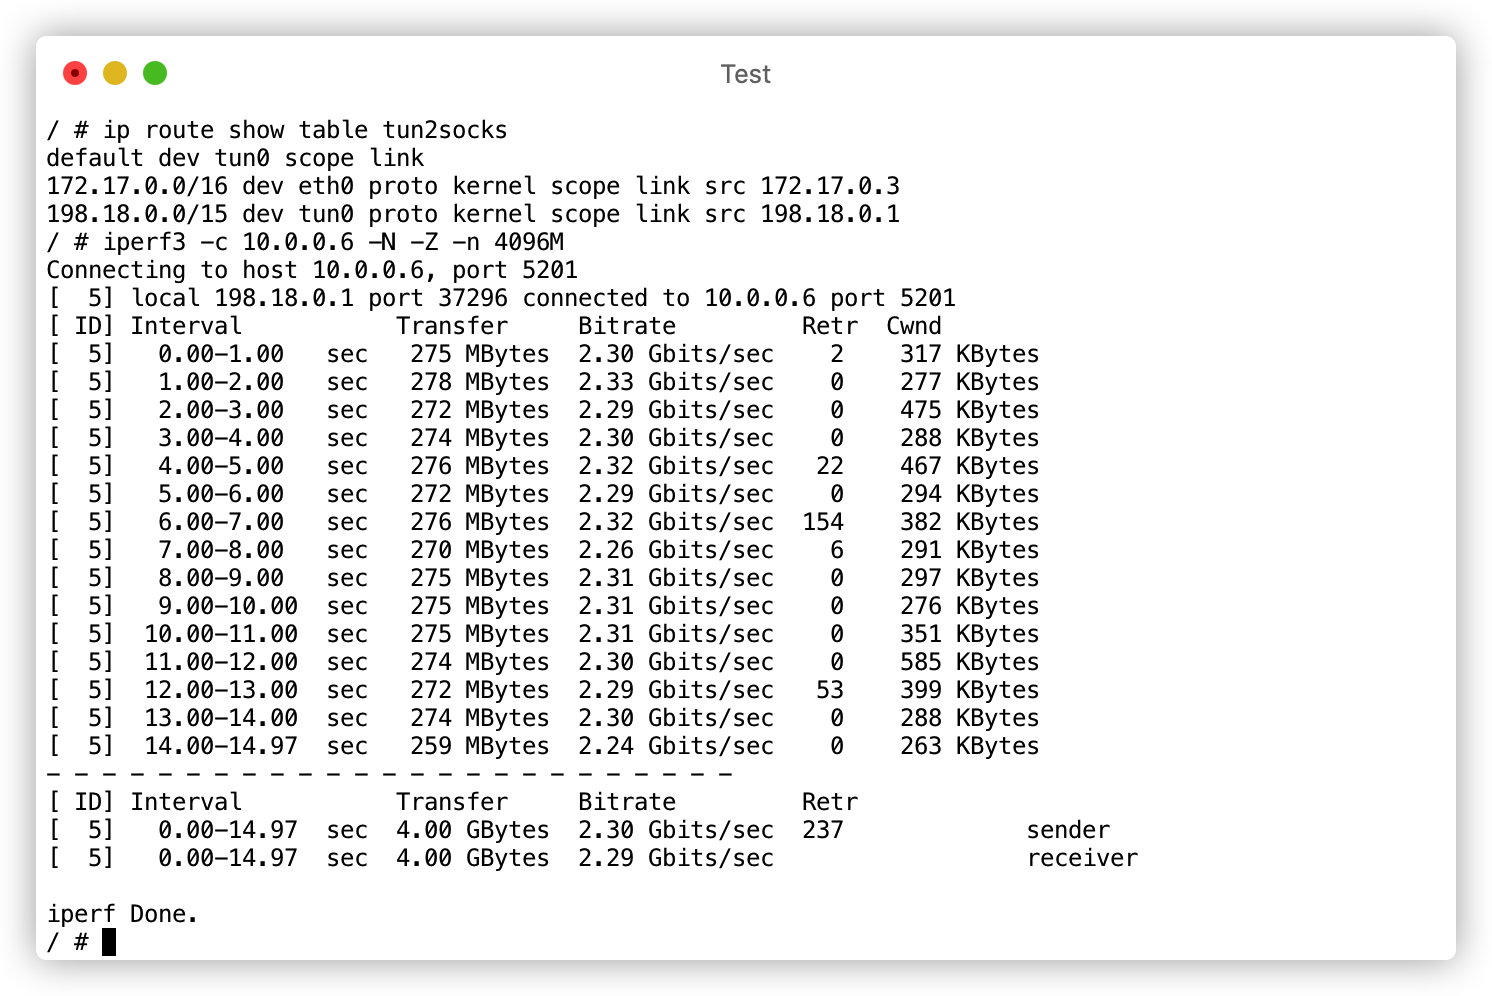 Test
/ # ip route show table tun2socks
default dev tun0 scope link
172.17.0.0/16 dev eth0 proto kernel scope link src 172.17.0.3
198.18.0.0/15 dev tun0 proto kernel scope link src 198.18.0.1
/ # iperf3 -c 10.0.0.6 -N -Z -n 4096M
Connecting to host 10.0.0.6, port 5201
[  5] local 198.18.0.1 port 37296 connected to 10.0.0.6 port 5201
[ ID] Interval           Transfer     Bitrate         Retr  Cwnd
[  5]   0.00-1.00   sec   275 MBytes  2.30 Gbits/sec    2    317 KBytes
[  5]   1.00-2.00   sec   278 MBytes  2.33 Gbits/sec    0    277 KBytes
[  5]   2.00-3.00   sec   272 MBytes  2.29 Gbits/sec    0    475 KBytes
[  5]   3.00-4.00   sec   274 MBytes  2.30 Gbits/sec    0    288 KBytes
[  5]   4.00-5.00   sec   276 MBytes  2.32 Gbits/sec   22    467 KBytes
[  5]   5.00-6.00   sec   272 MBytes  2.29 Gbits/sec    0    294 KBytes
[  5]   6.00-7.00   sec   276 MBytes  2.32 Gbits/sec  154    382 KBytes
[  5]   7.00-8.00   sec   270 MBytes  2.26 Gbits/sec    6    291 KBytes
[  5]   8.00-9.00   sec   275 MBytes  2.31 Gbits/sec    0    297 KBytes
[  5]   9.00-10.00  sec   275 MBytes  2.31 Gbits/sec    0    276 KBytes
[  5]  10.00-11.00  sec   275 MBytes  2.31 Gbits/sec    0    351 KBytes
[  5]  11.00-12.00  sec   274 MBytes  2.30 Gbits/sec    0    585 KBytes
[  5]  12.00-13.00  sec   272 MBytes  2.29 Gbits/sec   53    399 KBytes
[  5]  13.00-14.00  sec   274 MBytes  2.30 Gbits/sec    0    288 KBytes
[  5]  14.00-14.97  sec   259 MBytes  2.24 Gbits/sec    0    263 KBytes
- - - - - - - - - - - - - - - - - - - - - - - - -
[ ID] Interval           Transfer     Bitrate         Retr
[  5]   0.00-14.97  sec  4.00 GBytes  2.30 Gbits/sec  237             sender
[  5]   0.00-14.97  sec  4.00 GBytes  2.29 Gbits/sec                  receiver
iperf Done.
/ #